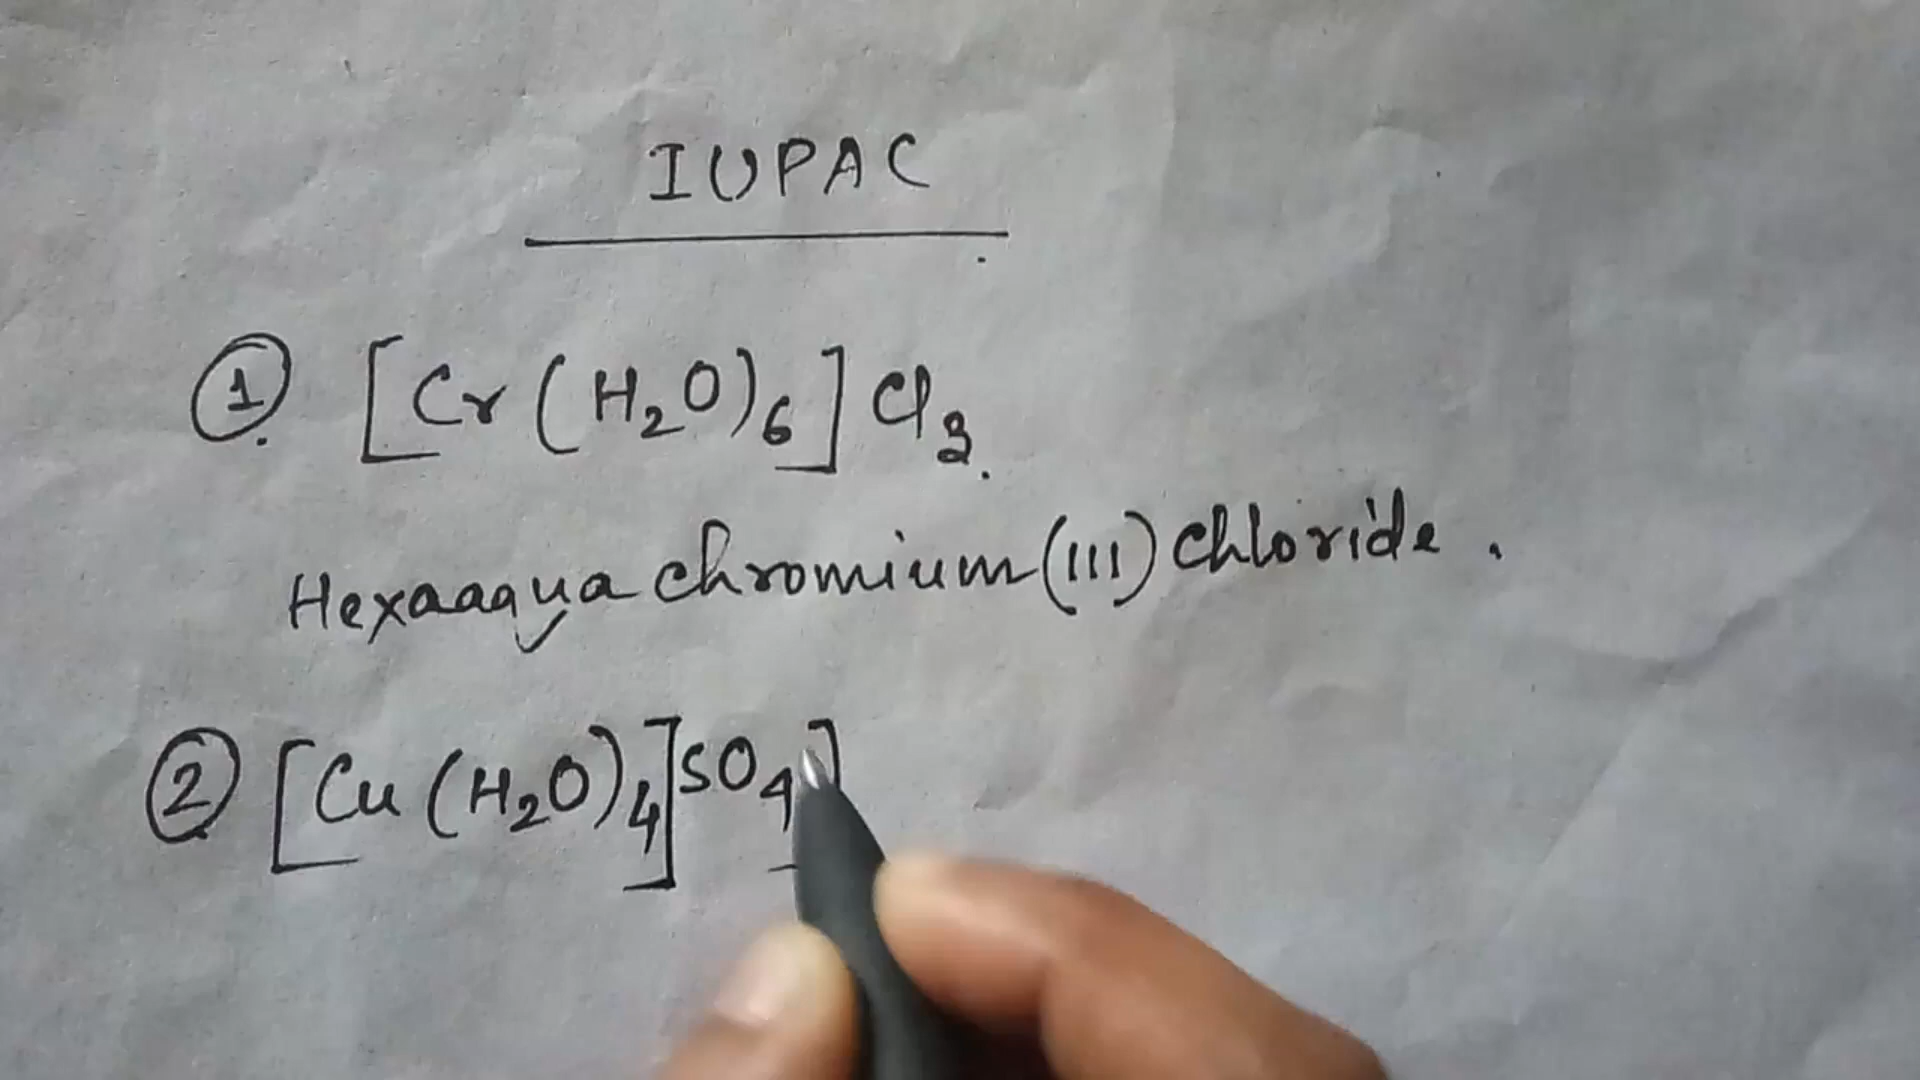 IUPAC
① [Cr(H₂O)₆]Cl₃.
Hexaaqua chromium(III) chloride.
② [Cu(H₂O)₄]SO₄]